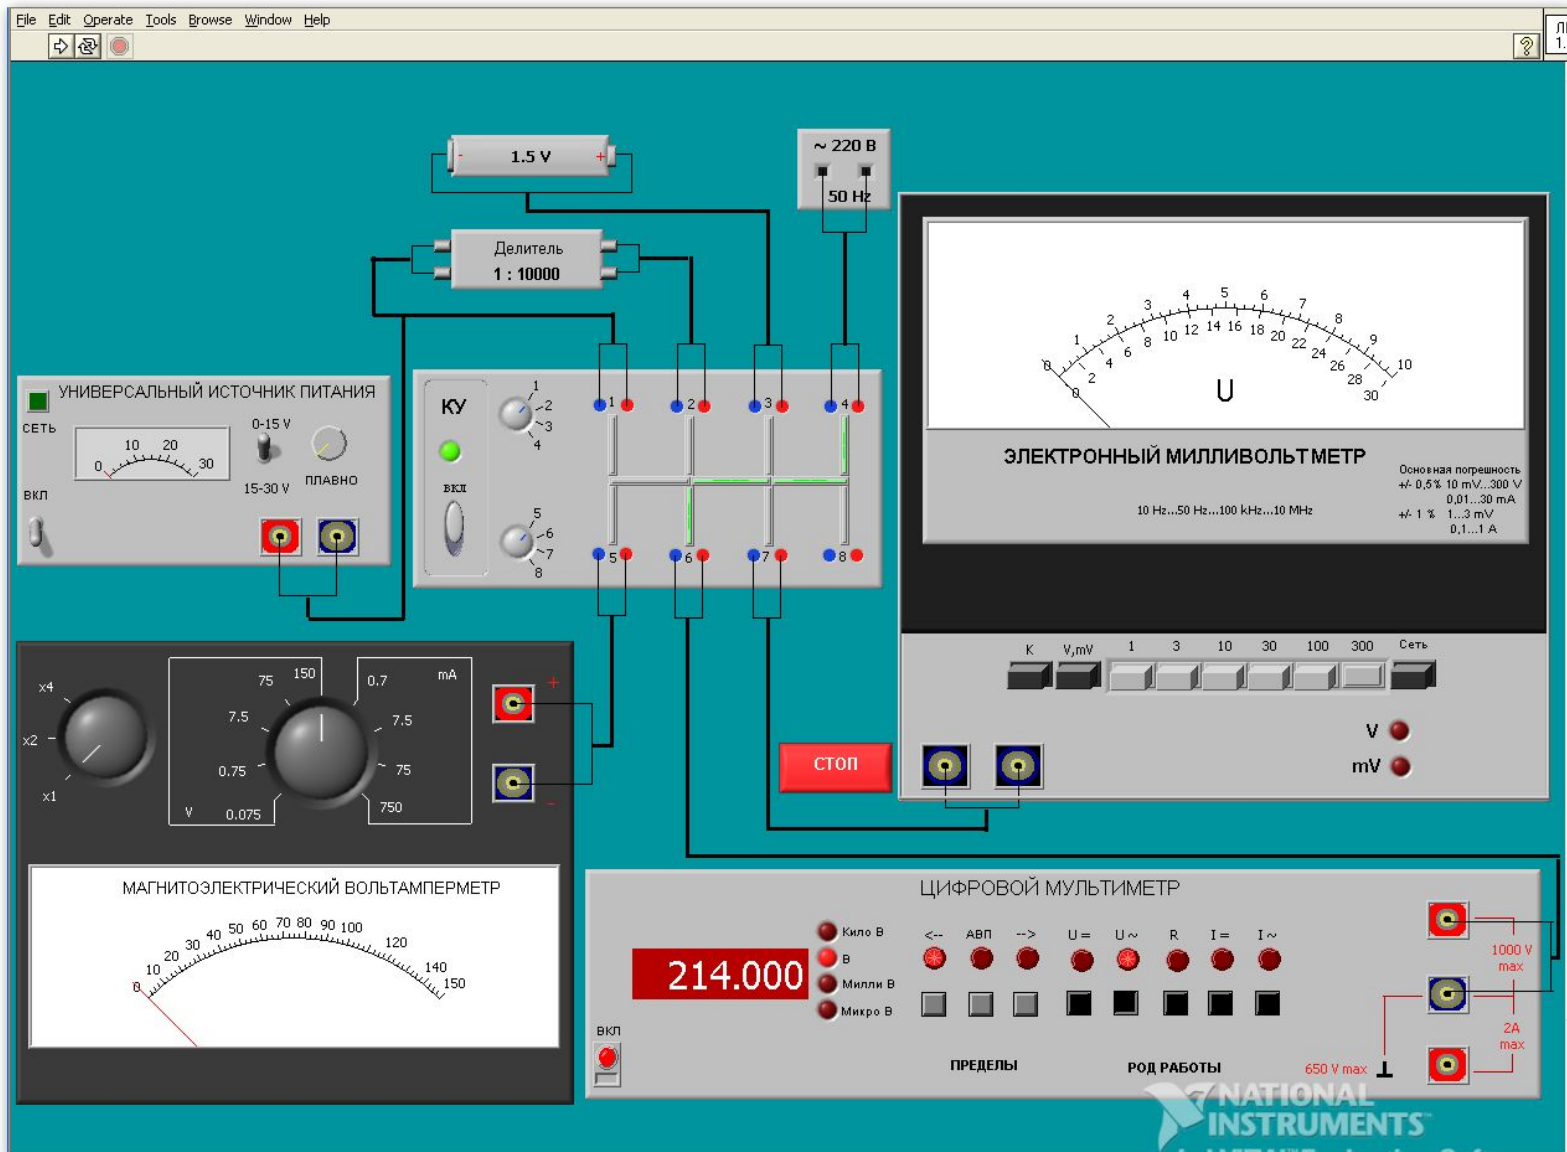 File Edit Operate Tools Browse Window Help
?
1.5 V
- +
~ 220 В
50 Hz
Делитель
1 : 10000
УНИВЕРСАЛЬНЫЙ ИСТОЧНИК ПИТАНИЯ
СЕТЬ
0 10 20 30
0-15 V
15-30 V
ПЛАВНО
ВКЛ
КУ
ВКЛ
1
2
3
4
5
6
7
8
1 2 3 4
5 6 7 8
0 1 2 3 4 5 6 7 8 9 10
0 2 4 6 8 10 12 14 16 18 20 22 24 26 28 30
U
ЭЛЕКТРОННЫЙ МИЛЛИВОЛЬТМЕТР
10 Hz...50 Hz...100 kHz...10 MHz
Основная погрешность
+/- 0,5% 10 mV...300 V
0,01...30 mA
+/- 1 % 1...3 mV
0,1...1 A
K V,mV 1 3 10 30 100 300 Сеть
V
mV
СТОП
x4
x2
x1
150
75
7.5
0.75
0.075
V
mA
0.7
7.5
75
750
+
-
МАГНИТОЭЛЕКТРИЧЕСКИЙ ВОЛЬТАМПЕРМЕТР
0 10 20 30 40 50 60 70 80 90 100 120 140 150
ЦИФРОВОЙ МУЛЬТИМЕТР
214.000
Кило В
В
Милли В
Микро В
ВКЛ
<-- АВП --> U = U ~ R I = I ~
ПРЕДЕЛЫ
РОД РАБОТЫ
1000 V
max
2A
max
650 V max
NATIONAL
INSTRUMENTS